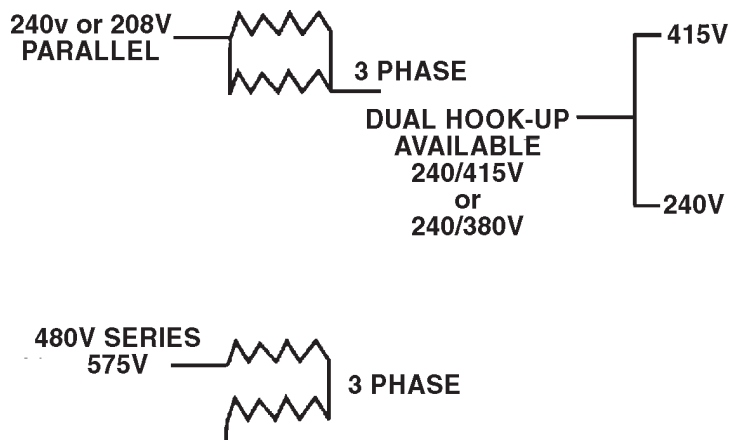 240v or 208V
PARALLEL
3 PHASE
DUAL HOOK-UP
AVAILABLE
240/415V
or
240/380V
415V
240V
480V SERIES
575V
3 PHASE